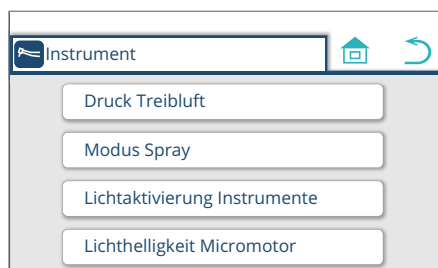 Instrument
Druck Treibluft
Modus Spray
Lichtaktivierung Instrumente
Lichthelligkeit Micromotor